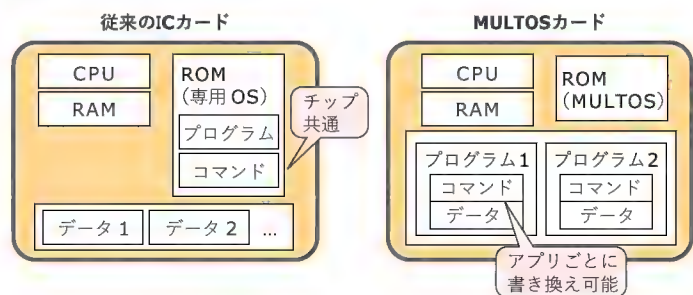 従来のICカード
CPU
RAM
ROM
(専用OS)
プログラム
コマンド
チップ
共通
データ1
データ2
...
MULTOSカード
CPU
RAM
ROM
(MULTOS)
プログラム1
コマンド
データ
プログラム2
コマンド
データ
アプリごとに
書き換え可能